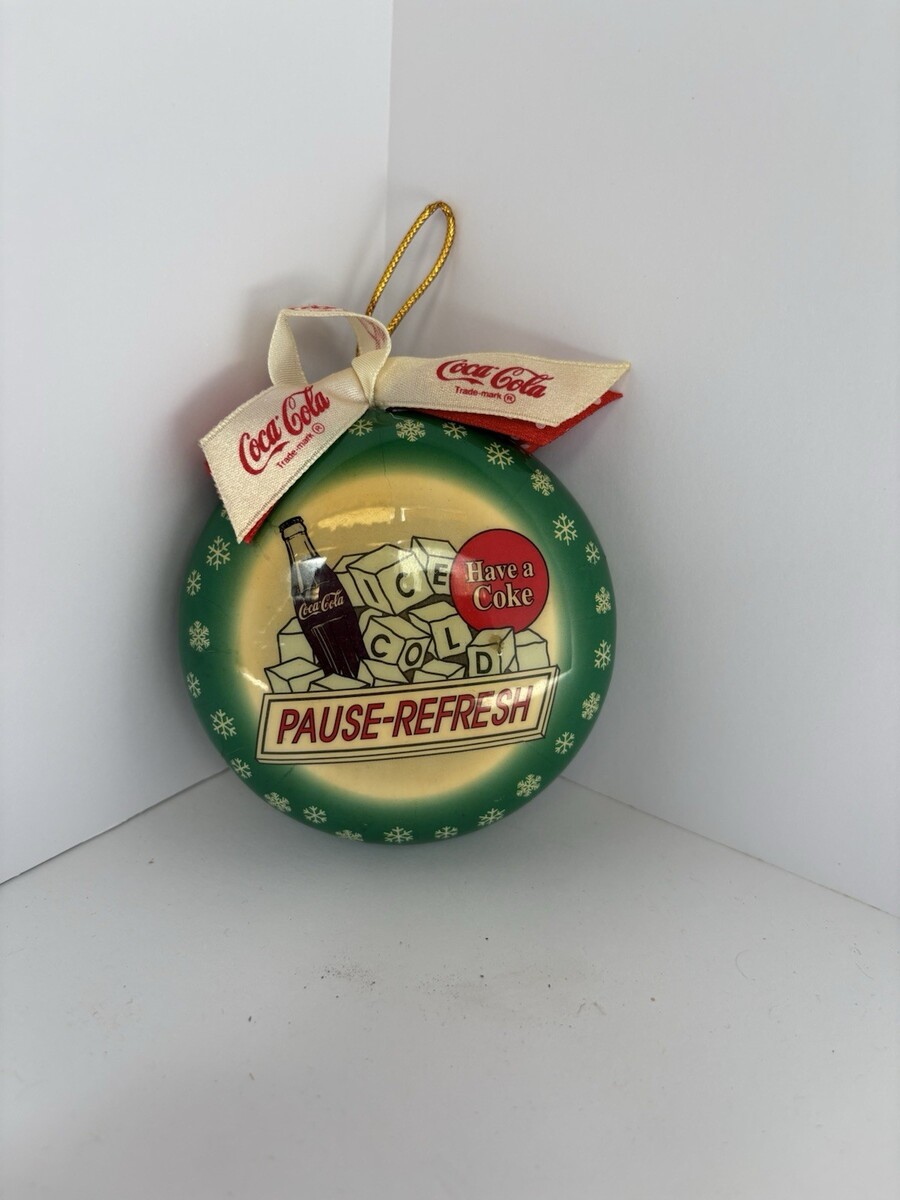 Coca-Cola
Trade-mark ®
Coca-Cola
Trade-mark ®
Coca-Cola
ICE
COLD
Have a
Coke
PAUSE-REFRESH